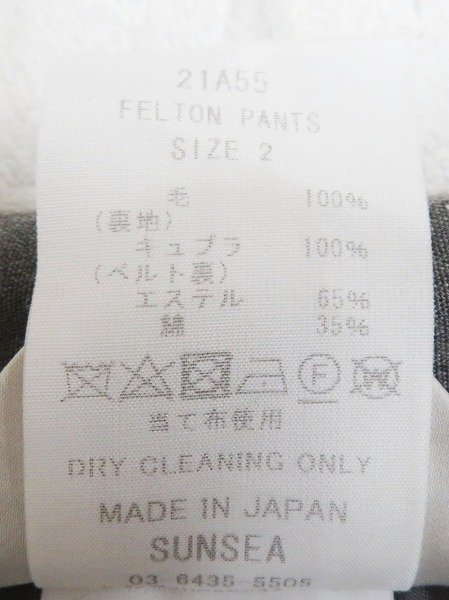 21A55
FELTON PANTS
SIZE 2
毛 100%
(裏地)
キュプラ 100%
(ベルト裏)
エステル 65%
綿 35%
F W
当て布使用
DRY CLEANING ONLY
MADE IN JAPAN
SUNSEA
03 6435 5505